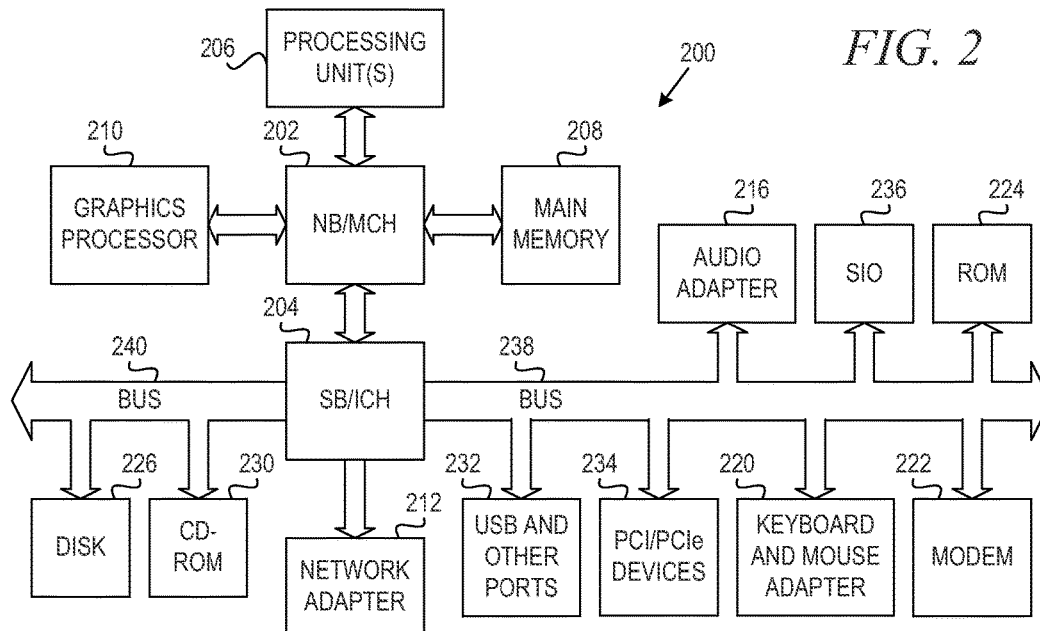 FIG. 2
200
206
PROCESSING
UNIT(S)
210
GRAPHICS
PROCESSOR
202
NB/MCH
208
MAIN
MEMORY
216
AUDIO
ADAPTER
236
SIO
224
ROM
204
SB/ICH
240
BUS
238
BUS
226
DISK
230
CD-
ROM
212
NETWORK
ADAPTER
232
USB AND
OTHER
PORTS
234
PCI/PCIe
DEVICES
220
KEYBOARD
AND MOUSE
ADAPTER
222
MODEM